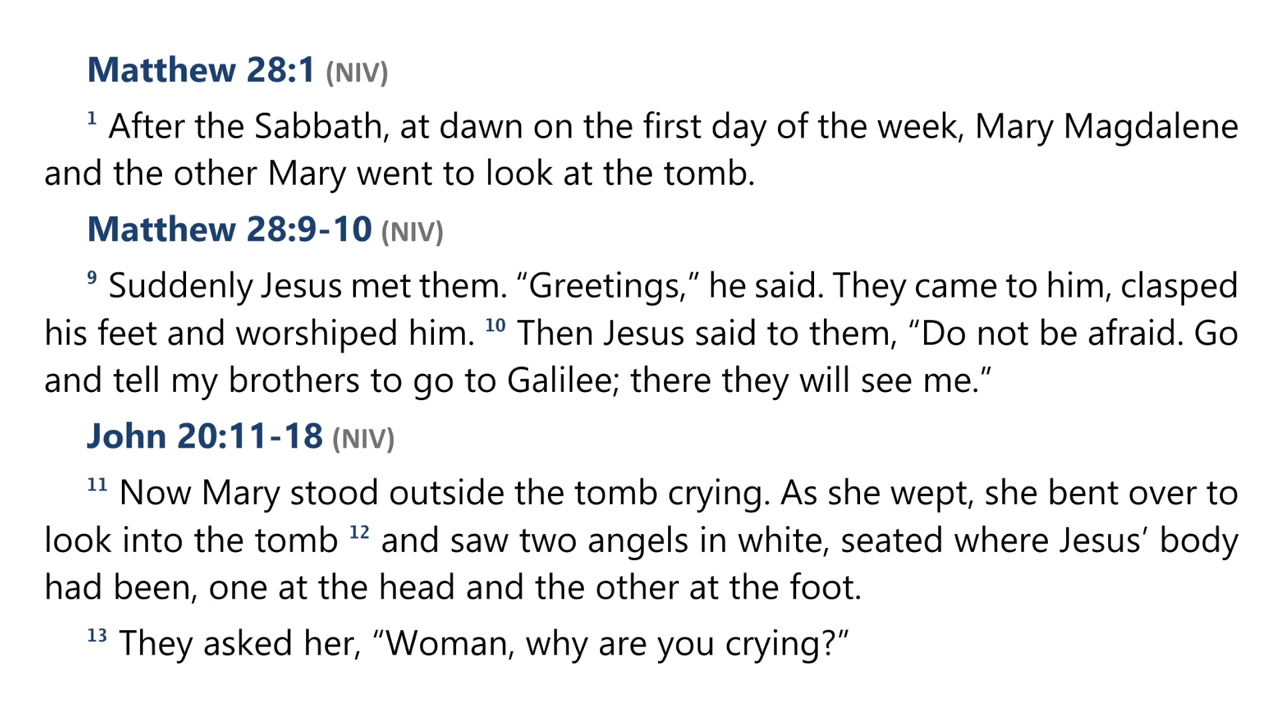 Matthew 28:1 (NIV)
1 After the Sabbath, at dawn on the first day of the week, Mary Magdalene
and the other Mary went to look at the tomb.
Matthew 28:9-10 (NIV)
9 Suddenly Jesus met them. “Greetings,” he said. They came to him, clasped
his feet and worshiped him. 10 Then Jesus said to them, “Do not be afraid. Go
and tell my brothers to go to Galilee; there they will see me.”
John 20:11-18 (NIV)
11 Now Mary stood outside the tomb crying. As she wept, she bent over to
look into the tomb 12 and saw two angels in white, seated where Jesus’ body
had been, one at the head and the other at the foot.
13 They asked her, “Woman, why are you crying?”